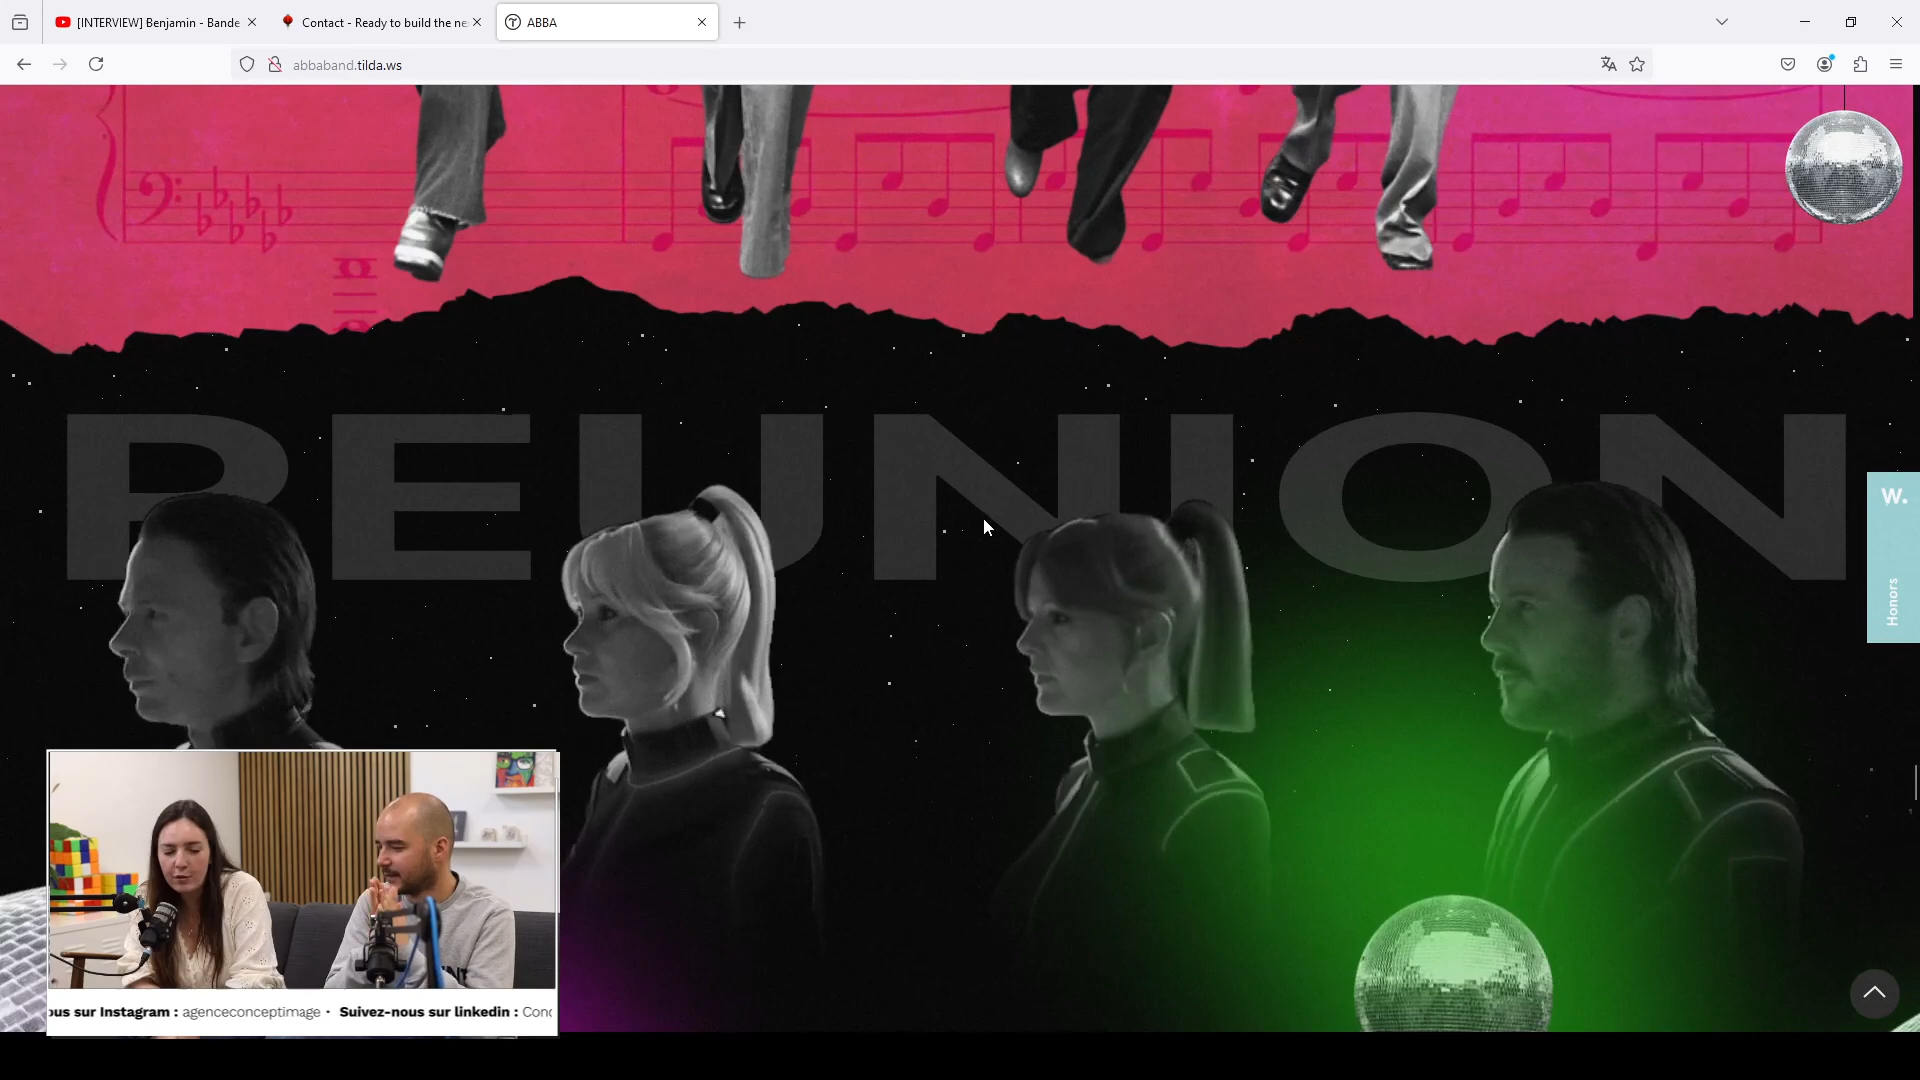 [INTERVIEW] Benjamin - Bande
Contact - Ready to build the ne
ABBA
abbaband.tilda.ws
REUNION
W.
Honors
ous sur Instagram : agenceconceptimage · Suivez-nous sur linkedin : Conc